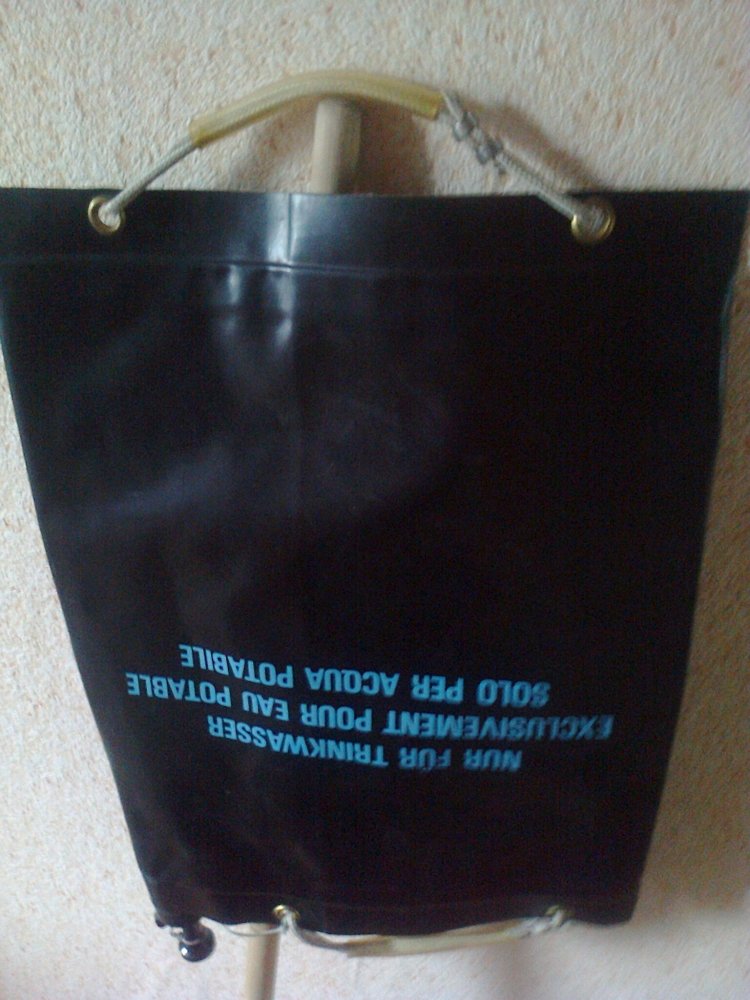 NUR FÜR TRINKWASSER
EXCLUSIVEMENT POUR EAU POTABLE
SOLO PER ACQUA POTABILE